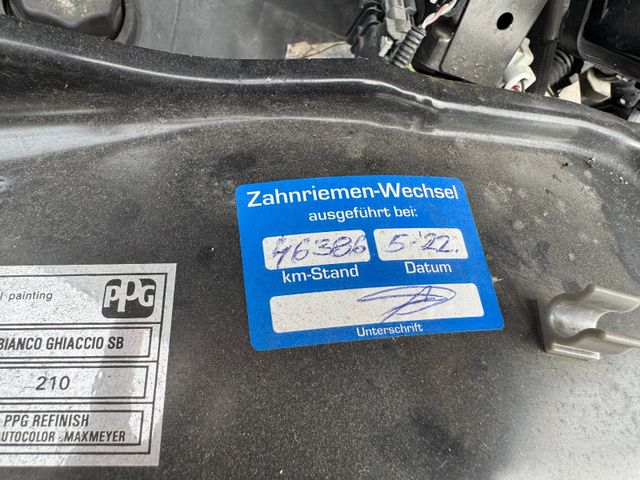 Zahnriemen-Wechsel
ausgeführt bei:
46386 5-'22.
km-Stand Datum
Unterschrift
painting
PPG
BIANCO GHIACCIO SB
210
PPG REFINISH
AUTOCOLOR - MAXMEYER